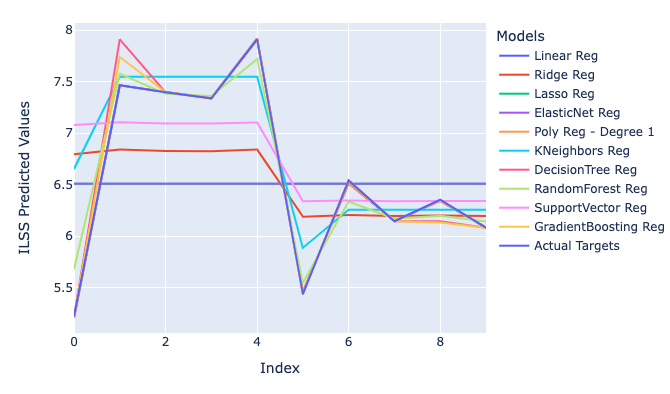 8
7.5
7
6.5
6
5.5
0
2
4
6
8
Index
ILSS Predicted Values
Models
Linear Reg
Ridge Reg
Lasso Reg
ElasticNet Reg
Poly Reg - Degree 1
KNeighbors Reg
DecisionTree Reg
RandomForest Reg
SupportVector Reg
GradientBoosting Reg
Actual Targets